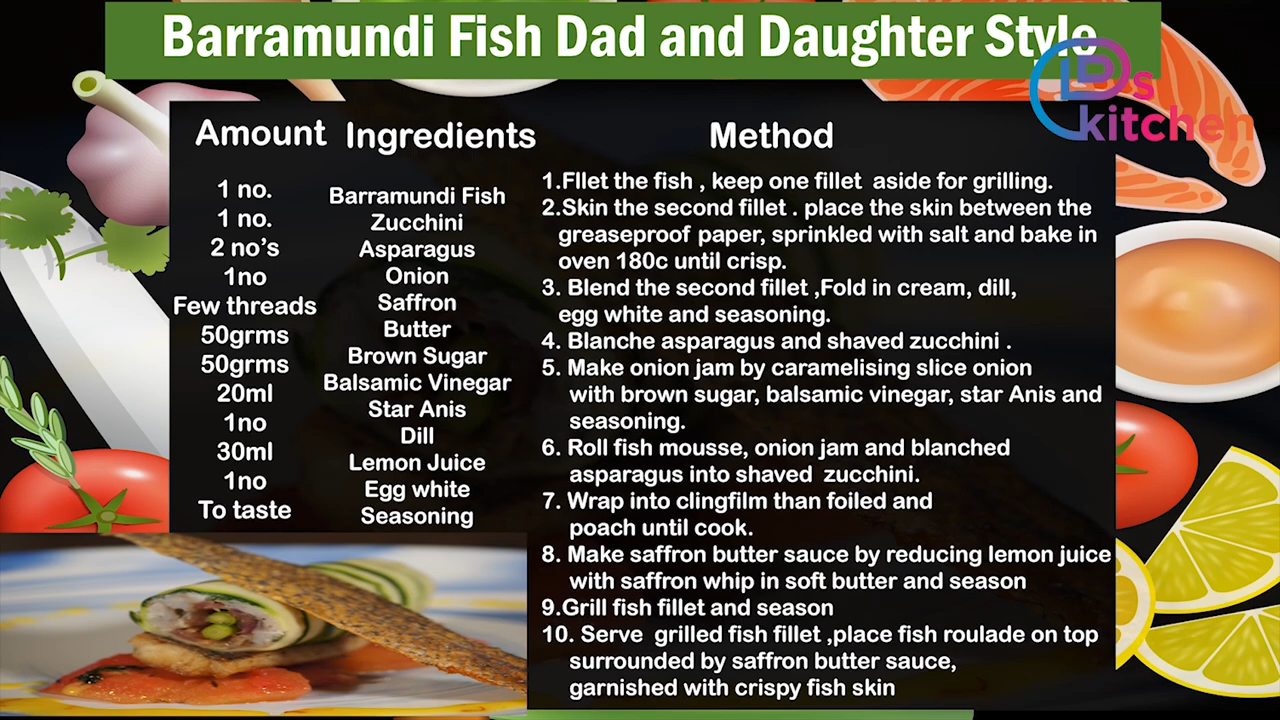 Barramundi Fish Dad and Daughter Style
LDs
kitchen
Amount
1 no.
1 no.
2 no’s
1no
Few threads
50grms
50grms
20ml
1no
30ml
1no
To taste
Ingredients
Barramundi Fish
Zucchini
Asparagus
Onion
Saffron
Butter
Brown Sugar
Balsamic Vinegar
Star Anis
Dill
Lemon Juice
Egg white
Seasoning
Method
1.Fllet the fish , keep one fillet aside for grilling.
2.Skin the second fillet . place the skin between the
greaseproof paper, sprinkled with salt and bake in
oven 180c until crisp.
3. Blend the second fillet ,Fold in cream, dill,
egg white and seasoning.
4. Blanche asparagus and shaved zucchini .
5. Make onion jam by caramelising slice onion
with brown sugar, balsamic vinegar, star Anis and
seasoning.
6. Roll fish mousse, onion jam and blanched
asparagus into shaved zucchini.
7. Wrap into clingfilm than foiled and
poach until cook.
8. Make saffron butter sauce by reducing lemon juice
with saffron whip in soft butter and season
9.Grill fish fillet and season
10. Serve grilled fish fillet ,place fish roulade on top
surrounded by saffron butter sauce,
garnished with crispy fish skin